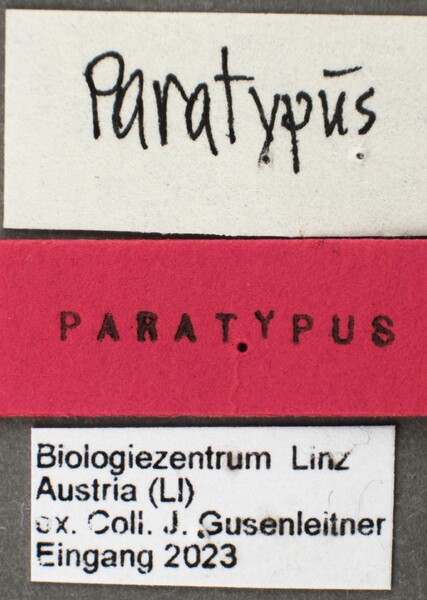 Paratypūs
PARATYPUS
Biologiezentrum Linz
Austria (LI)
ex. Coll. J. Gusenleitner
Eingang 2023